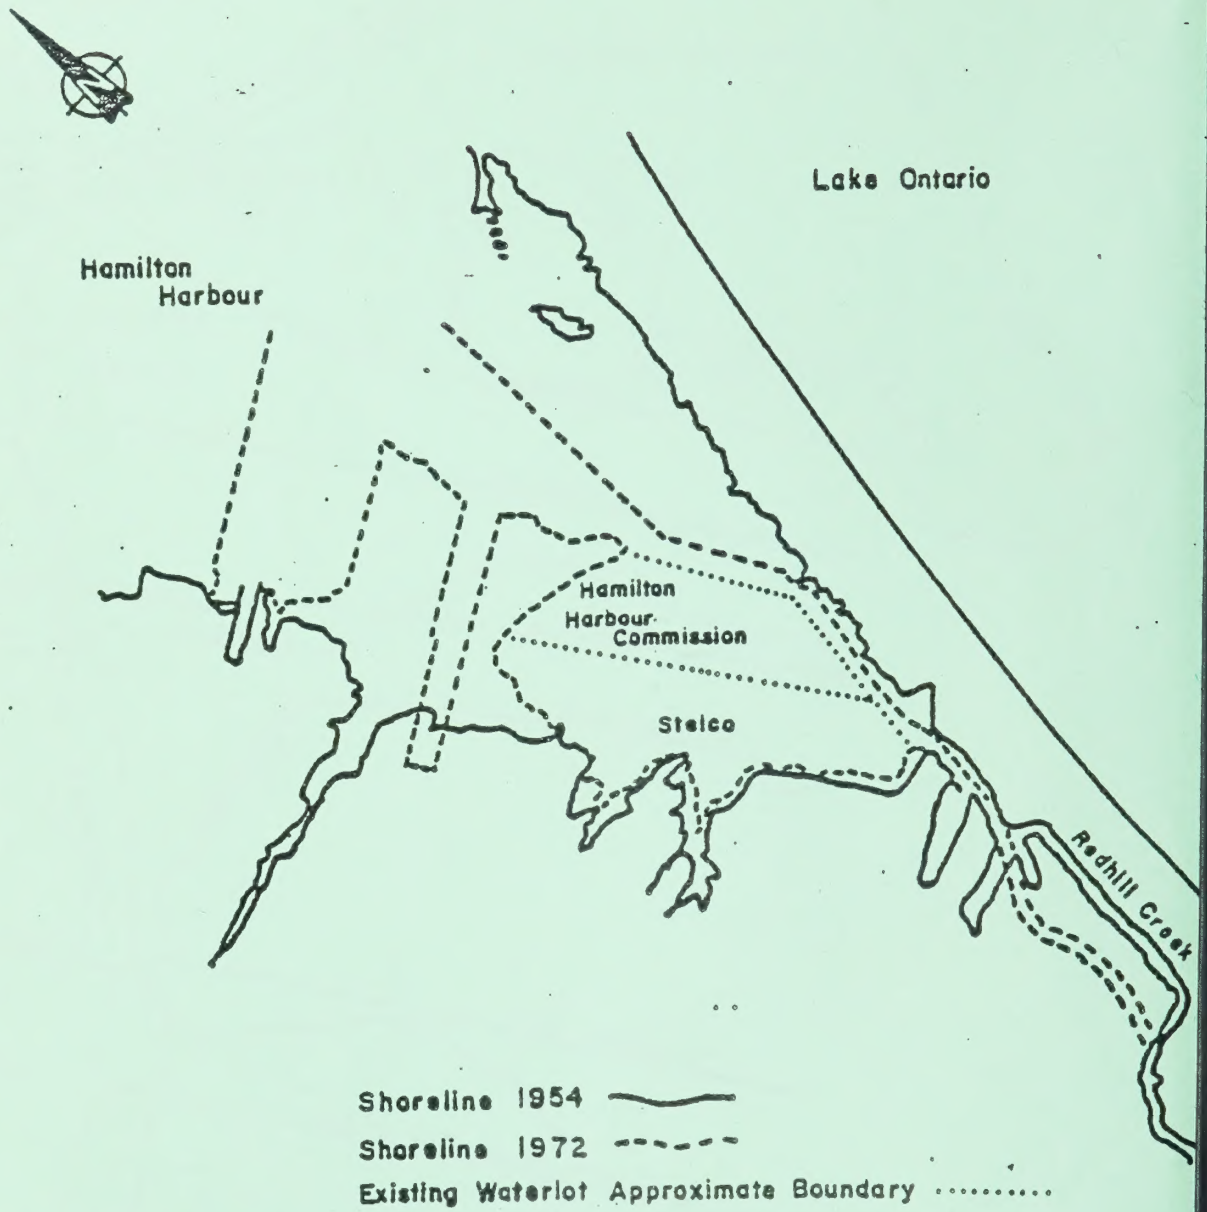 N
Lake Ontario
Hamilton
Harbour
Hamilton
Harbour
Commission
Stelco
Redhill Creek
Shoreline 1954
Shoreline 1972
Existing Waterlot Approximate Boundary